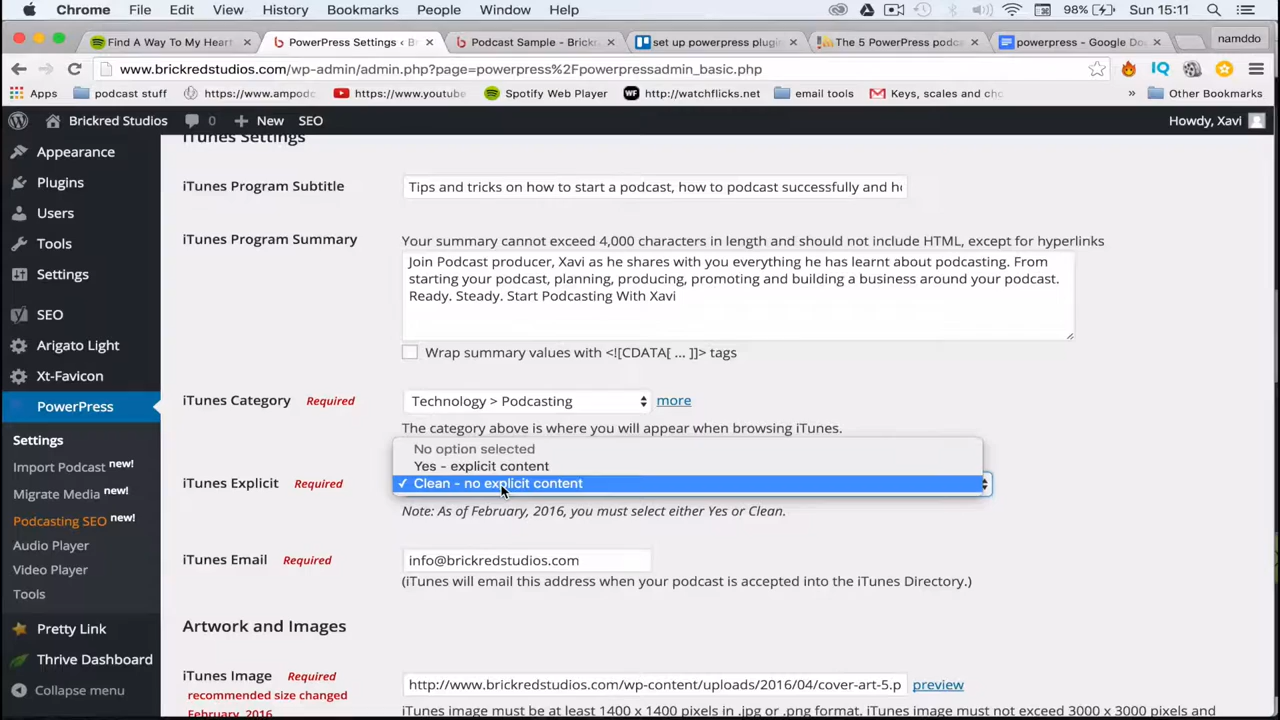 Chrome File Edit View History Bookmarks People Window Help 98% Sun 15:11
Find A Way To My Heart × PowerPress Settings ‹ B × Podcast Sample - Brickr × set up powerpress plugin × The 5 PowerPress podca × powerpress - Google Do × namddo
www.brickredstudios.com/wp-admin/admin.php?page=powerpress%2Fpowerpressadmin_basic.php
Apps podcast stuff https://www.ampodc https://www.youtube Spotify Web Player http://watchflicks.net email tools Keys, scales and cho » Other Bookmarks
Brickred Studios 0 + New SEO Howdy, Xavi
Appearance
Plugins
Users
Tools
Settings
SEO
Arigato Light
Xt-Favicon
PowerPress
Settings
Import Podcast new!
Migrate Media new!
Podcasting SEO new!
Audio Player
Video Player
Tools
Pretty Link
Thrive Dashboard
Collapse menu
iTunes Settings
iTunes Program Subtitle Tips and tricks on how to start a podcast, how to podcast successfully and h
iTunes Program Summary Your summary cannot exceed 4,000 characters in length and should not include HTML, except for hyperlinks
Join Podcast producer, Xavi as he shares with you everything he has learnt about podcasting. From
starting your podcast, planning, producing, promoting and building a business around your podcast.
Ready. Steady. Start Podcasting With Xavi
Wrap summary values with <![CDATA[ ... ]]> tags
iTunes Category Required Technology > Podcasting more
The category above is where you will appear when browsing iTunes.
No option selected
Yes - explicit content
iTunes Explicit Required ✓ Clean - no explicit content
Note: As of February, 2016, you must select either Yes or Clean.
iTunes Email Required info@brickredstudios.com
(iTunes will email this address when your podcast is accepted into the iTunes Directory.)
Artwork and Images
iTunes Image Required http://www.brickredstudios.com/wp-content/uploads/2016/04/cover-art-5.p preview
recommended size changed
February, 2016
iTunes image must be at least 1400 x 1400 pixels in .jpg or .png format. iTunes image must not exceed 3000 x 3000 pixels and